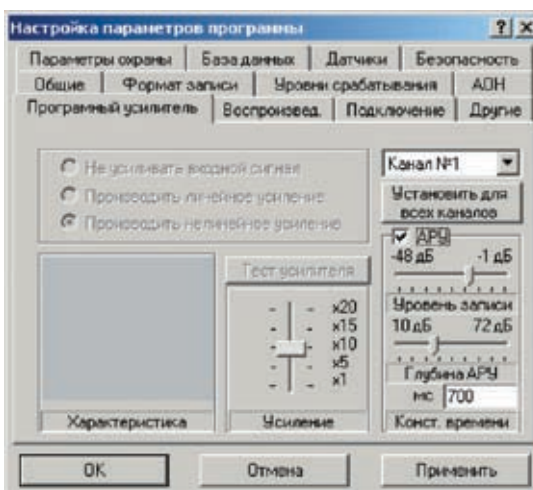 Настройка параметров программы
Параметры охраны База данных Датчики Безопасность
Общие Формат записи Уровни срабатывания АОН
Програмный усилитель Воспроизвед. Подключение Другие
Не усиливать входной сигнал
Производить линейное усиление
Производить нелинейное усиление
Канал №1
Установить для
всех каналов
АРУ
-48 дБ -1 дБ
Уровень записи
10 дБ 72 дБ
Глубина АРУ
мс 700
Конст. времени
Тест усилителя
x20
x15
x10
x5
x1
Характеристика
Усиление
OK Отмена Применить